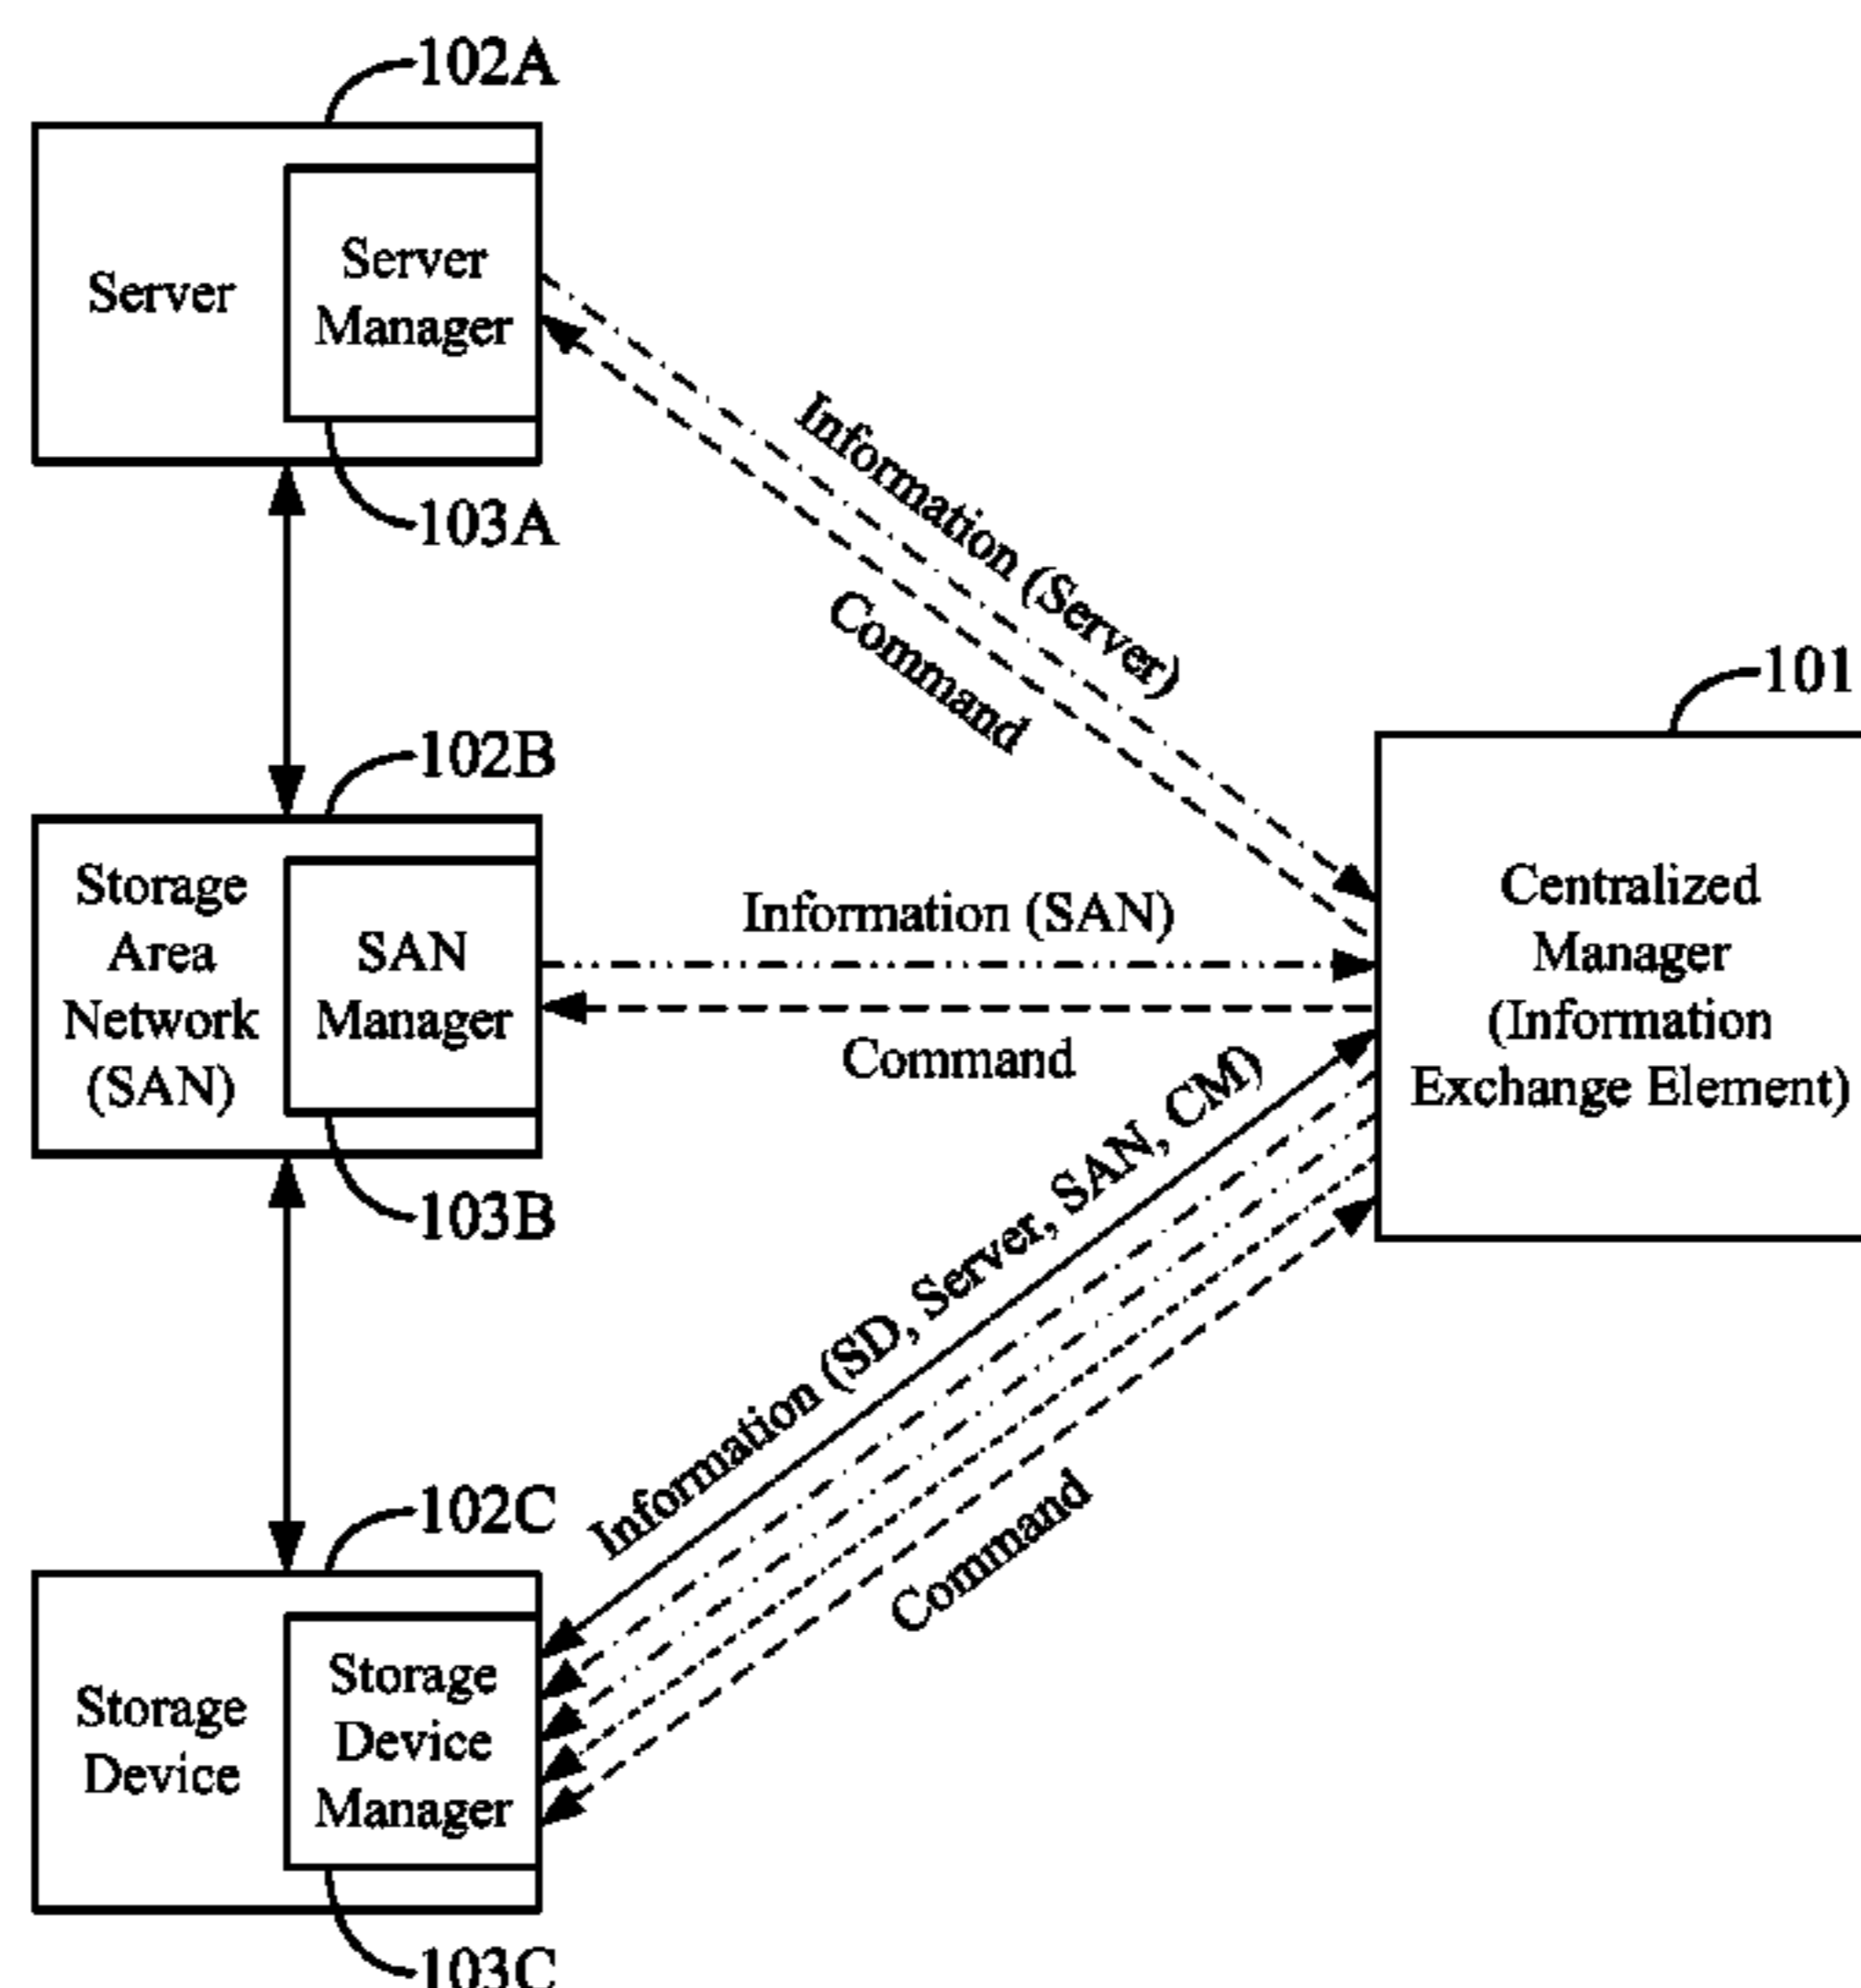 102A
Server
Server
Manager
103A
Information (Server)
Command
101
102B
Storage
Area
Network
(SAN)
SAN
Manager
103B
Information (SAN)
Command
Centralized
Manager
(Information
Exchange Element)
Information (SD, Server, SAN, CM)
Command
102C
Storage
Device
Storage
Device
Manager
103C